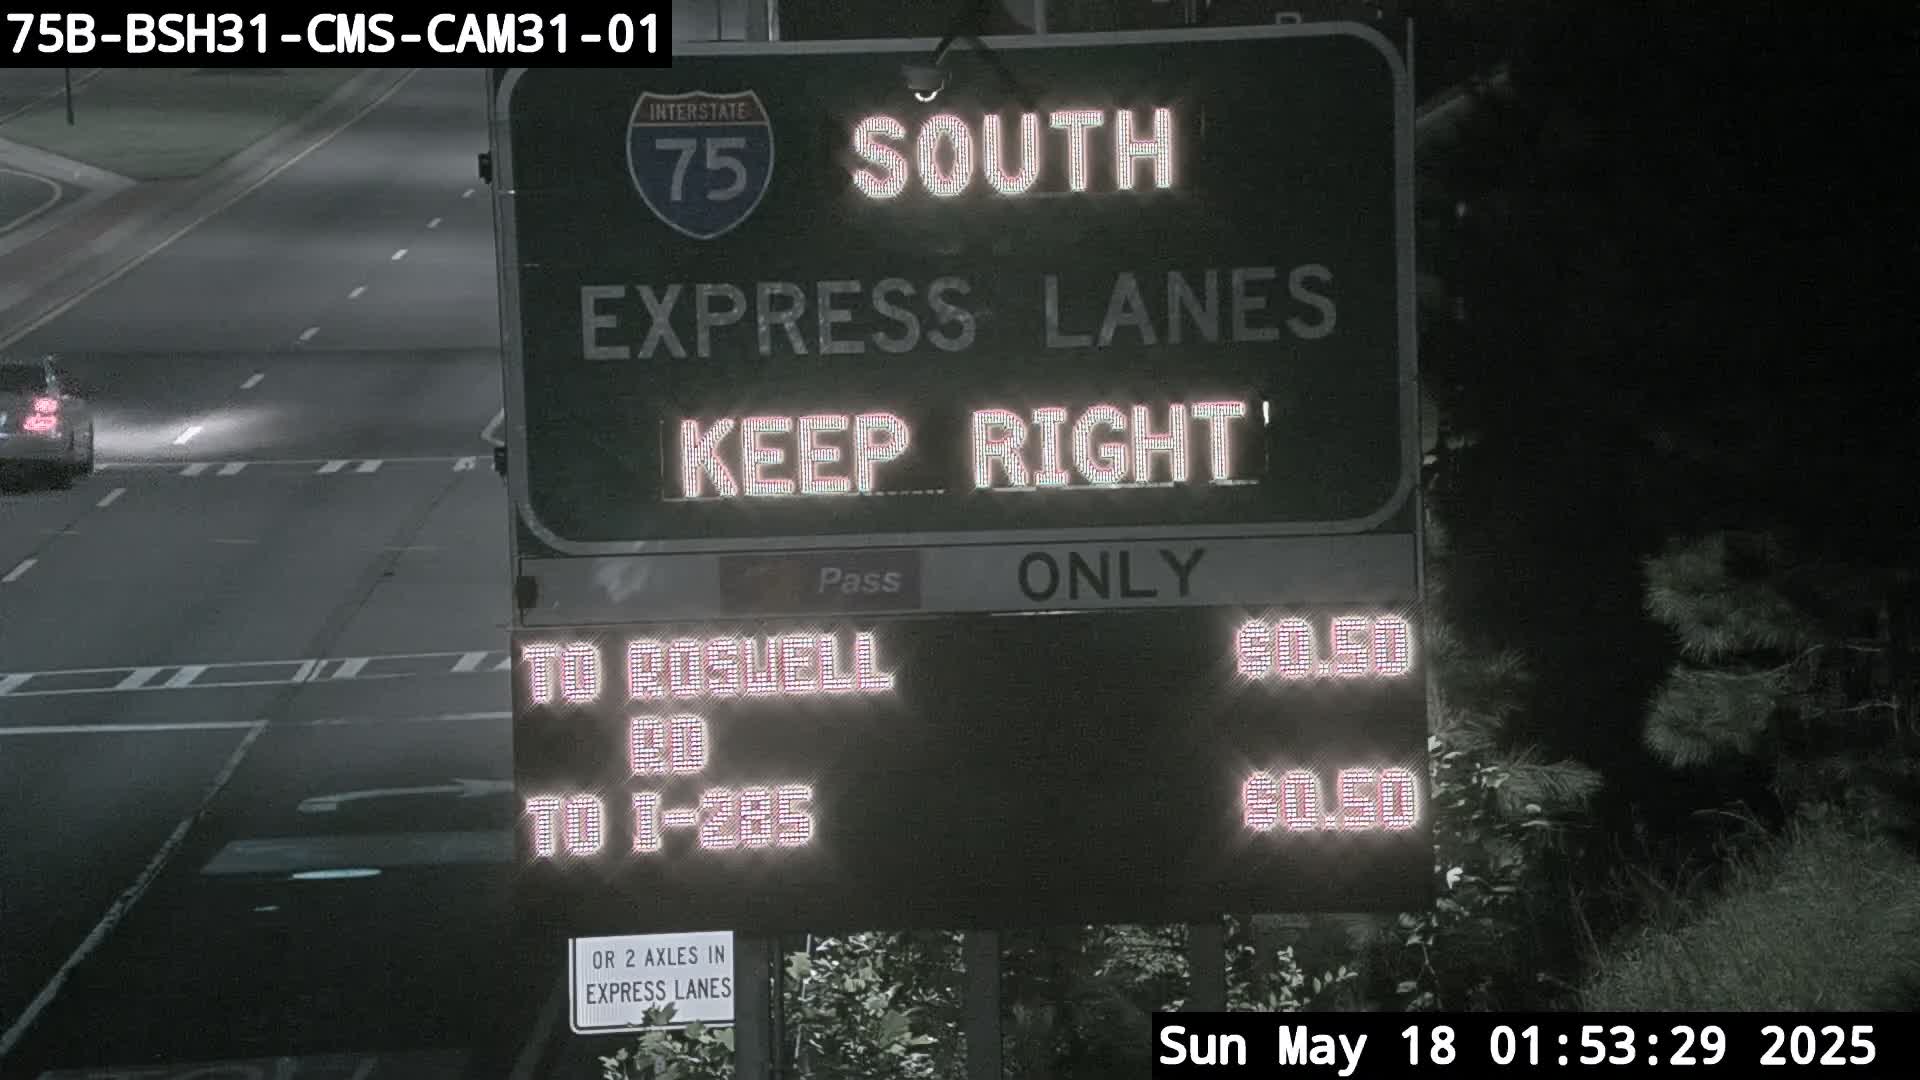 75B-BSH31-CMS-CAM31-01
INTERSTATE
75
SOUTH
EXPRESS LANES
KEEP RIGHT
Pass ONLY
TO ROSWELL $0.50
RD
TO I-285 $0.50
OR 2 AXLES IN
EXPRESS LANES
Sun May 18 01:53:29 2025